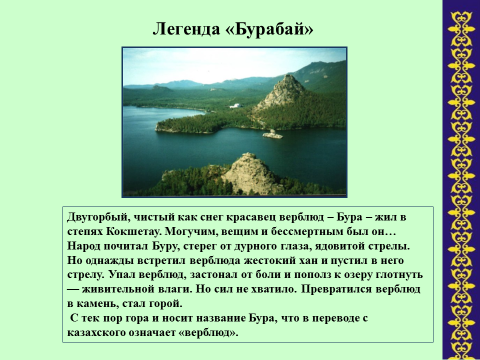 Легенда «Бурабай»
Двугорбый, чистый как снег красавец верблюд – Бура – жил в
степях Кокшетау. Могучим, вещим и бессмертным был он…
Народ почитал Буру, стерег от дурного глаза, ядовитой стрелы.
Но однажды встретил верблюда жестокий хан и пустил в него
стрелу. Упал верблюд, застонал от боли и пополз к озеру глотнуть
— живительной влаги. Но сил не хватило. Превратился верблюд
в камень, стал горой.
С тек пор гора и носит название Бура, что в переводе с
казахского означает «верблюд».